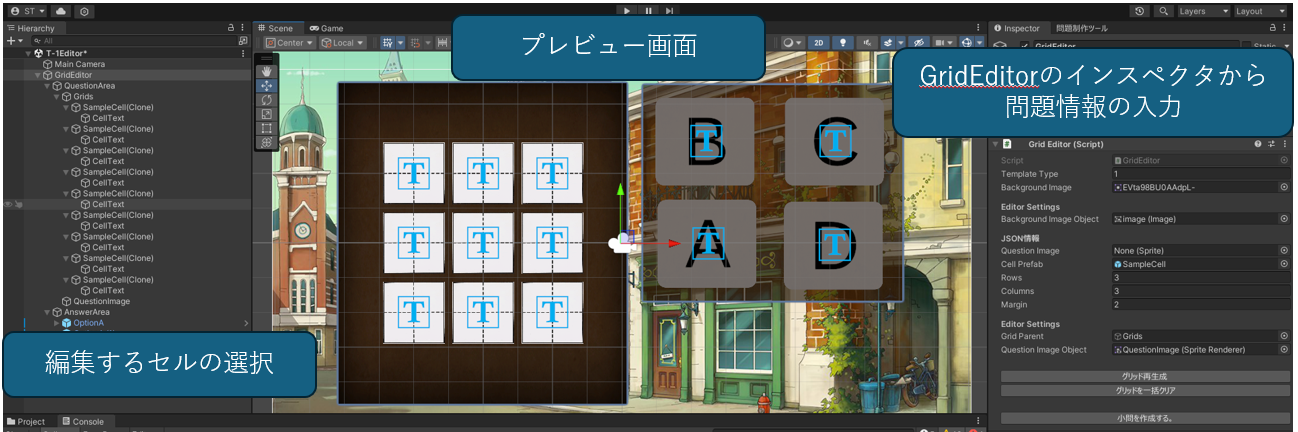 ST
Layers
Layout
Hierarchy
Scene
Game
Inspector
問題制作ツール
All
Center
Local
2D
GridEditor
Static
T-1Editor*
Main Camera
GridEditor
QuestionArea
Grids
SampleCell(Clone)
CellText
SampleCell(Clone)
CellText
SampleCell(Clone)
CellText
SampleCell(Clone)
CellText
SampleCell(Clone)
CellText
SampleCell(Clone)
CellText
SampleCell(Clone)
CellText
SampleCell(Clone)
CellText
SampleCell(Clone)
CellText
QuestionImage
AnswerArea
OptionA
編集するセルの選択
プレビュー画面
T T T
T T T
T T T
B C
T T
A D
T T
GridEditorのインスペクタから
問題情報の入力
Grid Editor (Script)
Script GridEditor
Template Type 1
Background Image EVta98BU0AAdpL-
Editor Settings
Background Image Object image (Image)
JSON情報
Question Image None (Sprite)
Cell Prefab SampleCell
Rows 3
Columns 3
Margin 2
Editor Settings
Grid Parent Grids
Question Image Object QuestionImage (Sprite Renderer)
グリッド再生成
グリッドを一括クリア
小問を作成する。
Project
Console